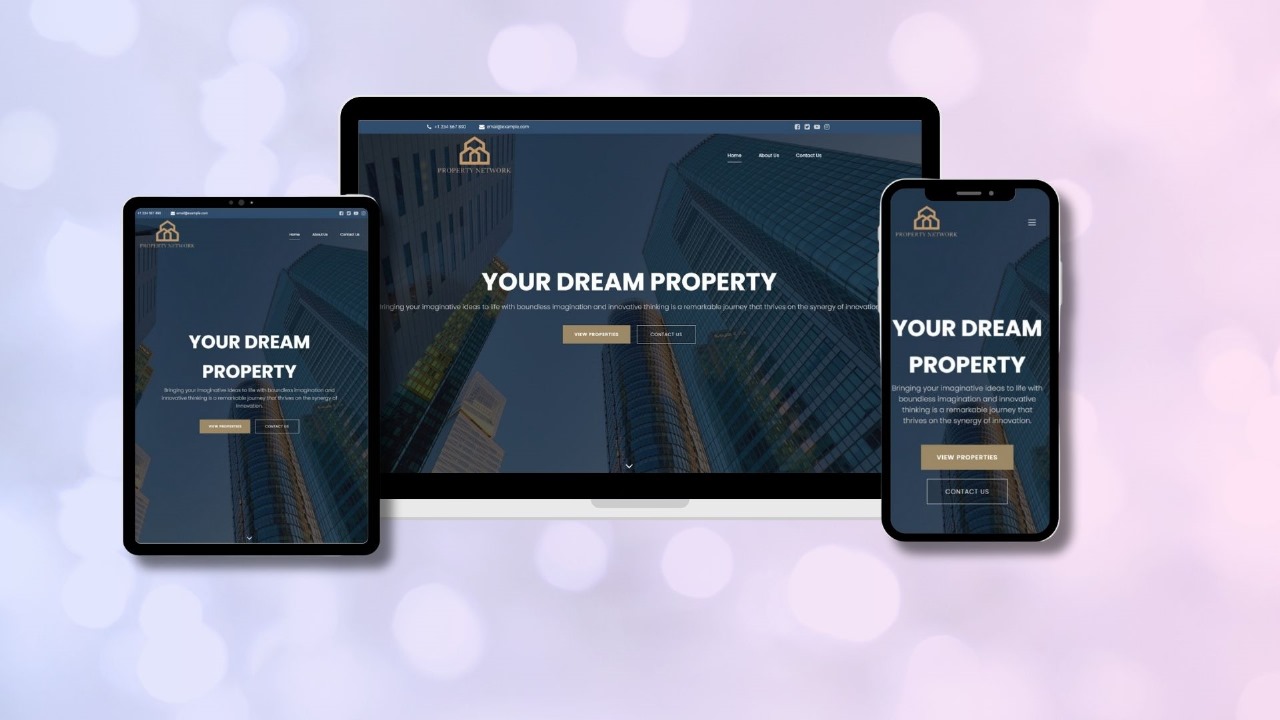 +1 234 567 890 email@example.com
PROPERTY NETWORK
Home About Us Contact Us
YOUR DREAM PROPERTY
Bringing your imaginative ideas to life with boundless imagination and innovative thinking is a remarkable journey that thrives on the synergy of innovation
VIEW PROPERTIES CONTACT US
+1 234 567 890 email@example.com
PROPERTY NETWORK
Home About Us Contact Us
YOUR DREAM
PROPERTY
Bringing your imaginative ideas to life with boundless imagination and
innovative thinking is a remarkable journey that thrives on the synergy of
innovation.
VIEW PROPERTIES CONTACT US
PROPERTY NETWORK
YOUR DREAM
PROPERTY
Bringing your imaginative ideas to life with
boundless imagination and innovative
thinking is a remarkable journey that
thrives on the synergy of innovation.
VIEW PROPERTIES
CONTACT US